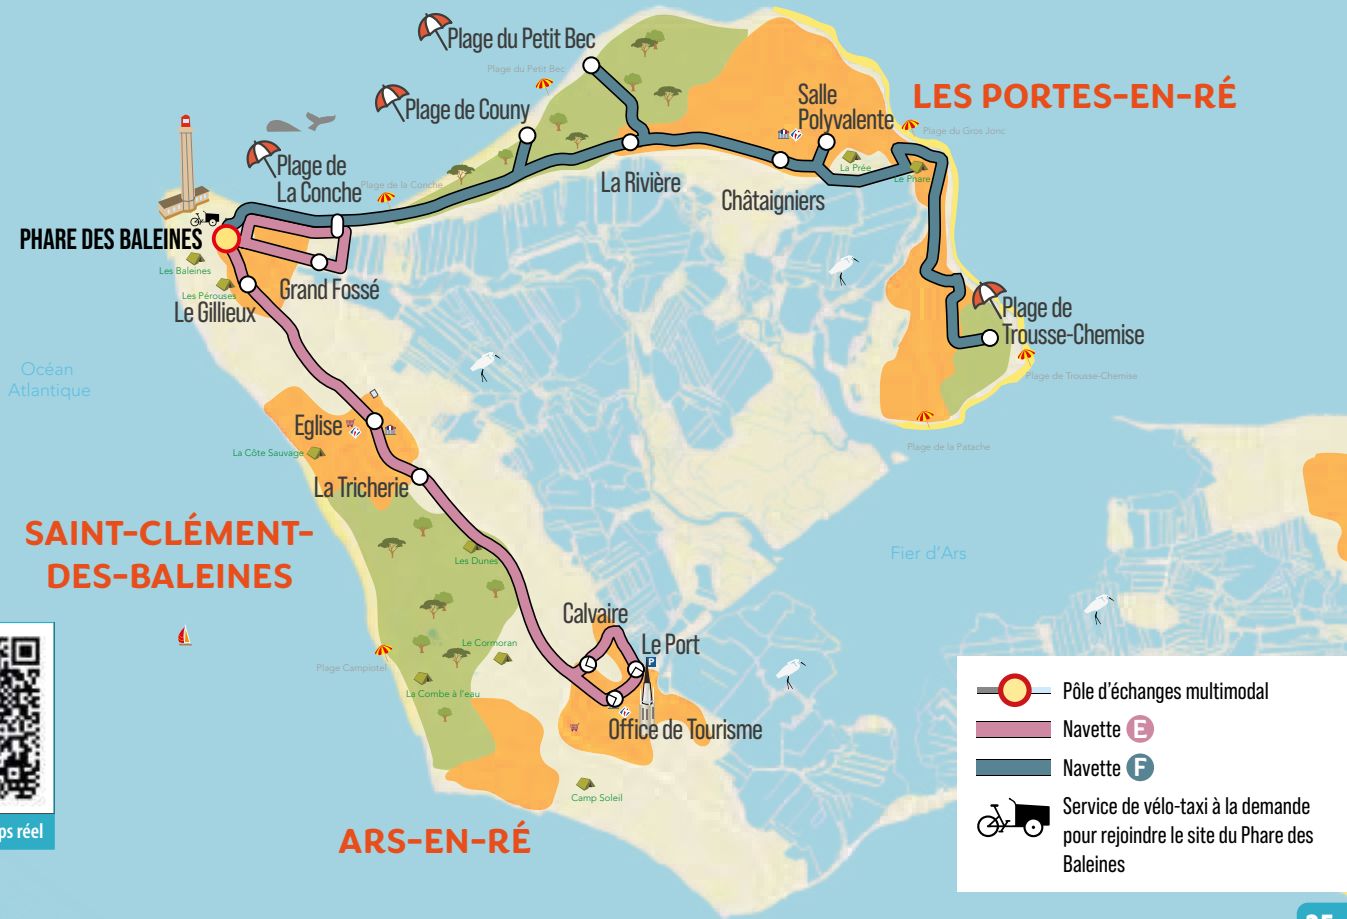 Plage du Petit Bec
Plage du Petit Bec
Plage de Couny
Plage de
La Conche
Plage de la Conche
Salle
Polyvalente
LES PORTES-EN-RÉ
Plage du Gros Jonc
La Prée
Le Phare
La Rivière
Châtaigniers
PHARE DES BALEINES
Les Baleines
Les Pérouses
Le Gillieux
Grand Fossé
Plage de
Trousse-Chemise
Plage de Trousse-Chemise
Plage de la Patache
Océan
Atlantique
Eglise
La Côte Sauvage
La Tricherie
SAINT-CLÉMENT-
DES-BALEINES
Les Dunes
Fier d'Ars
Calvaire
Le Port
P
Le Cormoran
Plage Campiotel
La Combe à l'eau
Office de Tourisme
Camp Soleil
ARS-EN-RÉ
ps réel
Pôle d'échanges multimodal
Navette E
Navette F
Service de vélo-taxi à la demande
pour rejoindre le site du Phare des
Baleines